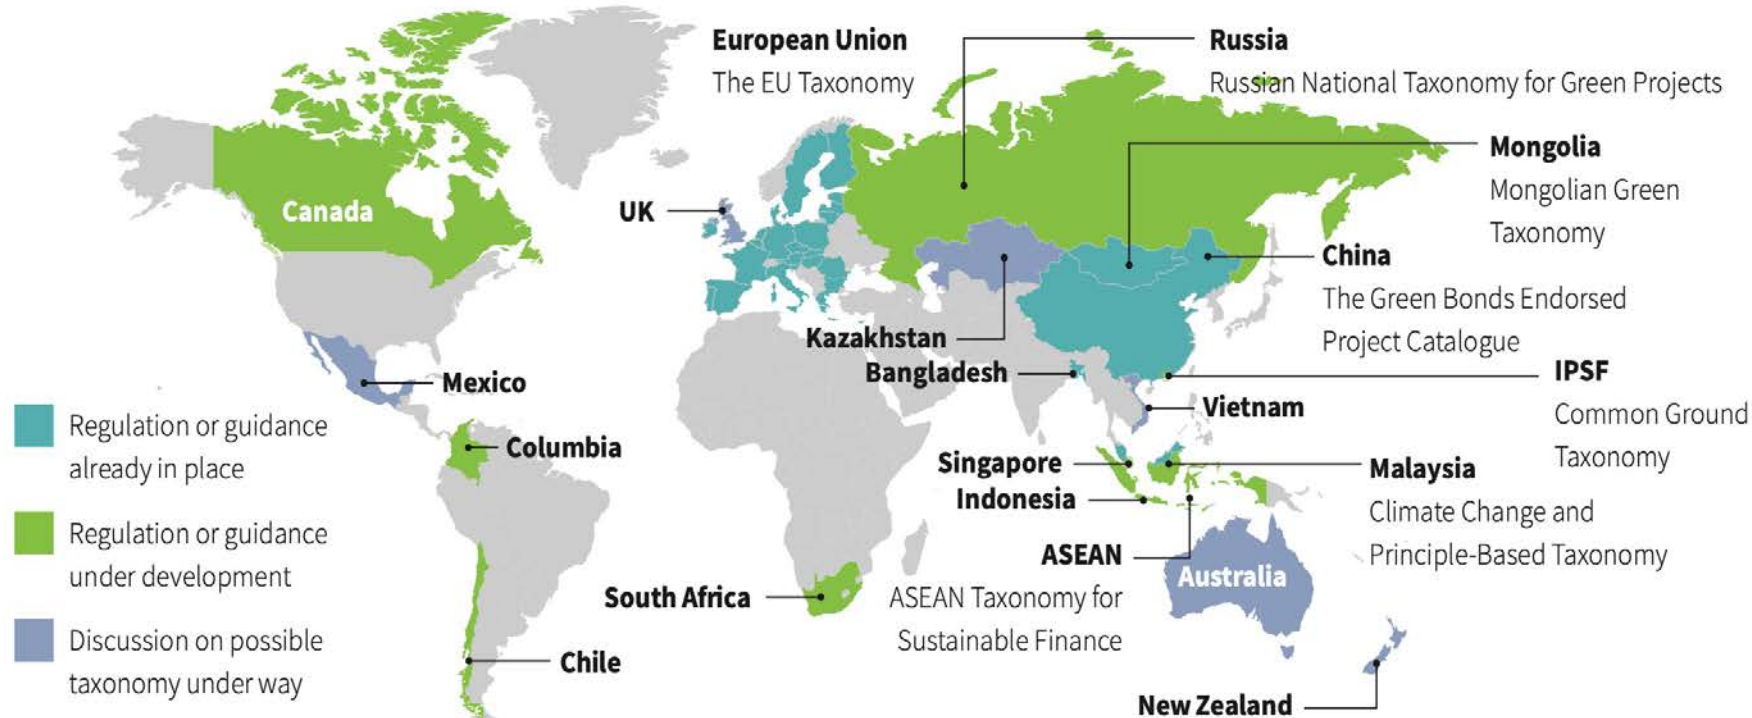 European Union
The EU Taxonomy
Russia
Russian National Taxonomy for Green Projects
Mongolia
Mongolian Green
Taxonomy
Canada
UK
China
The Green Bonds Endorsed
Project Catalogue
Kazakhstan
Bangladesh
IPSF
Common Ground
Taxonomy
Mexico
Vietnam
Regulation or guidance
already in place
Columbia
Singapore
Indonesia
Malaysia
Climate Change and
Principle-Based Taxonomy
Regulation or guidance
under development
ASEAN
ASEAN Taxonomy for
Sustainable Finance
Australia
South Africa
Discussion on possible
taxonomy under way
Chile
New Zealand